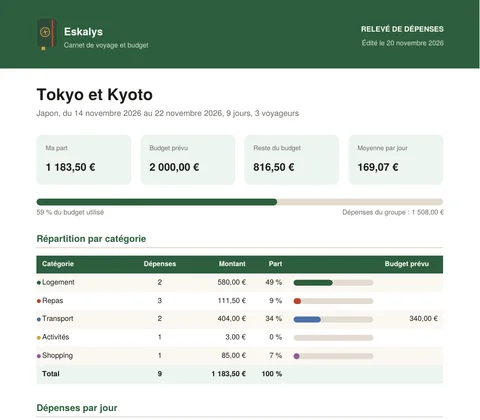 Eskalys
Carnet de voyage et budget
RELEVÉ DE DÉPENSES
Édité le 20 novembre 2026
Tokyo et Kyoto
Japon, du 14 novembre 2026 au 22 novembre 2026, 9 jours, 3 voyageurs
Ma part Budget prévu Reste du budget Moyenne par jour
1 183,50 € 2 000,00 € 816,50 € 169,07 €
59 % du budget utilisé Dépenses du groupe : 1 508,00 €
Répartition par catégorie
Catégorie Dépenses Montant Part Budget prévu
Logement 2 580,00 € 49 %
Repas 3 111,50 € 9 %
Transport 2 404,00 € 34 % 340,00 €
Activités 1 3,00 € 0 %
Shopping 1 85,00 € 7 %
Total 9 1 183,50 € 100 %
Dépenses par jour